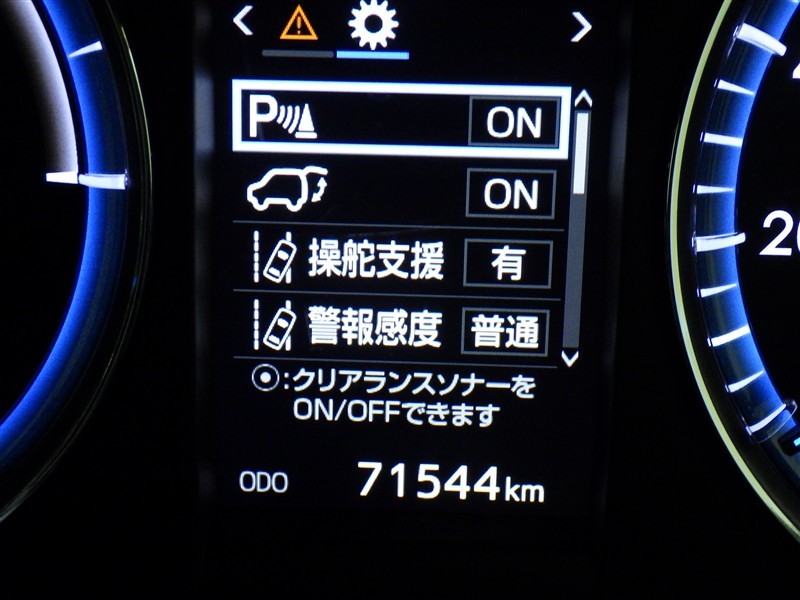 P ON
ON
操舵支援 有
警報感度 普通
:クリアランスソナーを
ON/OFFできます
ODO 71544km